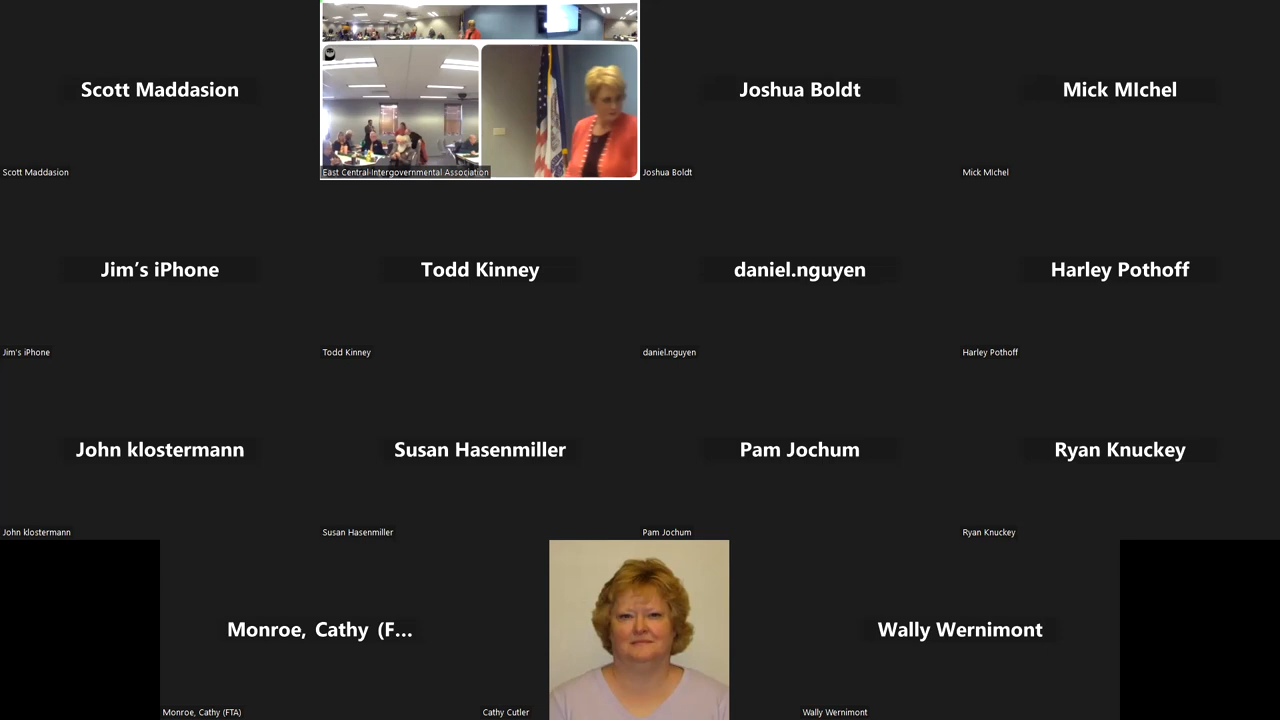 Scott Maddasion
Joshua Boldt
Mick MIchel
Scott Maddasion
East Central Intergovernmental Association
Joshua Boldt
Mick MIchel
Jim’s iPhone
Todd Kinney
daniel.nguyen
Harley Pothoff
Jim’s iPhone
Todd Kinney
daniel.nguyen
Harley Pothoff
John klostermann
Susan Hasenmiller
Pam Jochum
Ryan Knuckey
John klostermann
Susan Hasenmiller
Pam Jochum
Ryan Knuckey
Monroe, Cathy (F...
Wally Wernimont
Monroe, Cathy (FTA)
Cathy Cutler
Wally Wernimont